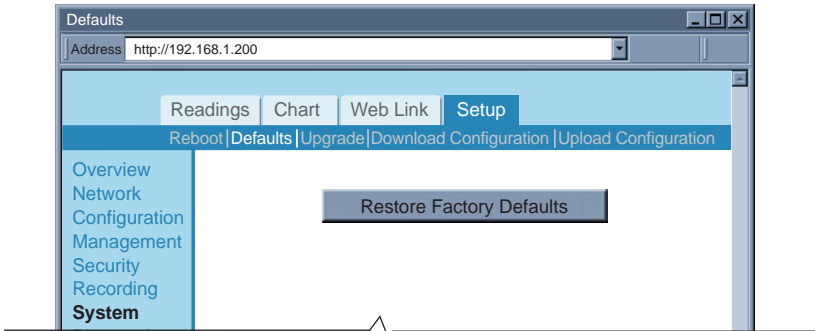 Defaults
Address http://192.168.1.200
Readings Chart Web Link Setup
Reboot|Defaults|Upgrade|Download Configuration |Upload Configuration
Overview
Network
Configuration
Management
Security
Recording
System
Restore Factory Defaults